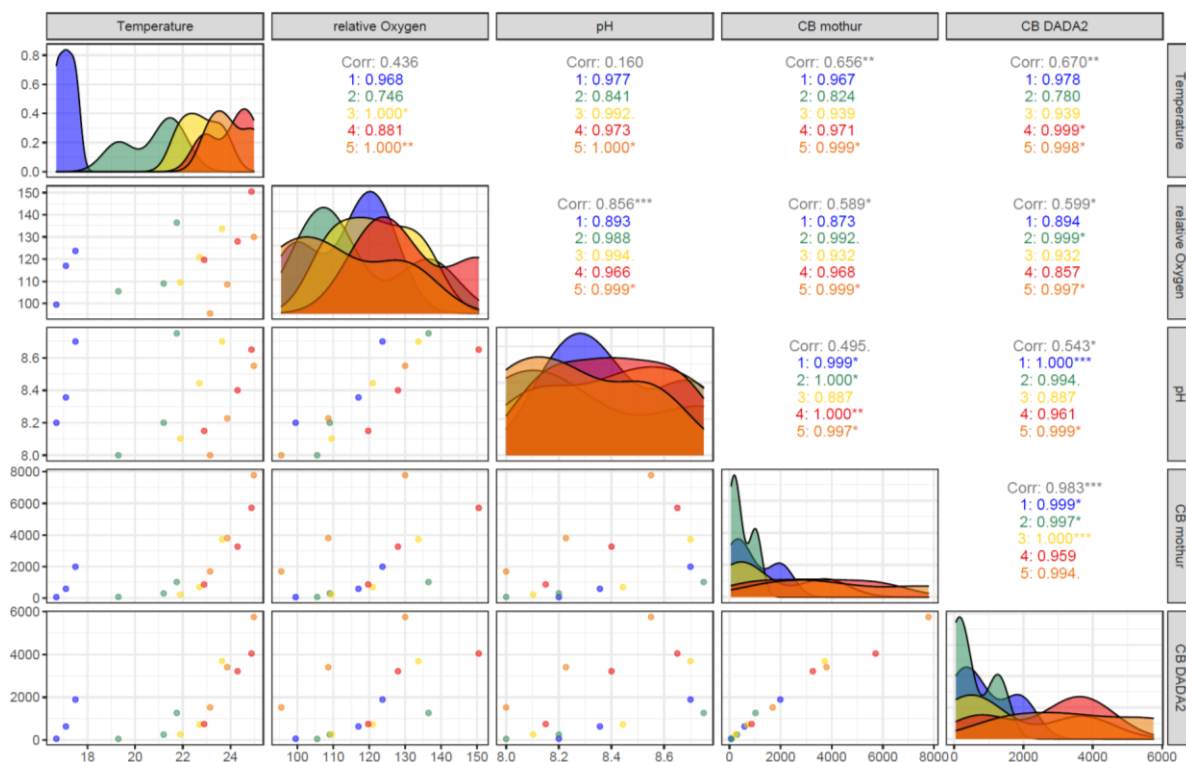 Temperature
relative Oxygen
pH
CB mothur
CB DADA2
0.8
0.6
0.4
0.2
0.0
Corr: 0.436
1: 0.968
2: 0.746
3: 1.000*
4: 0.881
5: 1.000**
Corr: 0.160
1: 0.977
2: 0.841
3: 0.992.
4: 0.973
5: 1.000*
Corr: 0.656**
1: 0.967
2: 0.824
3: 0.939
4: 0.971
5: 0.999*
Corr: 0.670**
1: 0.978
2: 0.780
3: 0.939
4: 0.999*
5: 0.998*
Temperature
150
140
130
120
110
100
Corr: 0.856***
1: 0.893
2: 0.988
3: 0.994.
4: 0.966
5: 0.999*
Corr: 0.589*
1: 0.873
2: 0.992.
3: 0.932
4: 0.968
5: 0.999*
Corr: 0.599*
1: 0.894
2: 0.999*
3: 0.932
4: 0.857
5: 0.997*
relative Oxygen
8.6
8.4
8.2
8.0
Corr: 0.495.
1: 0.999*
2: 1.000*
3: 0.887
4: 1.000**
5: 0.997*
Corr: 0.543*
1: 1.000***
2: 0.994.
3: 0.887
4: 0.961
5: 0.999*
pH
8000
6000
4000
2000
0
Corr: 0.983***
1: 0.999*
2: 0.997*
3: 1.000***
4: 0.959
5: 0.994.
CB mothur
6000
4000
2000
0
CB DADA2
18 20 22 24
100 110 120 130 140 150
8.0 8.2 8.4 8.6
0 2000 4000 6000 8000
0 2000 4000 6000